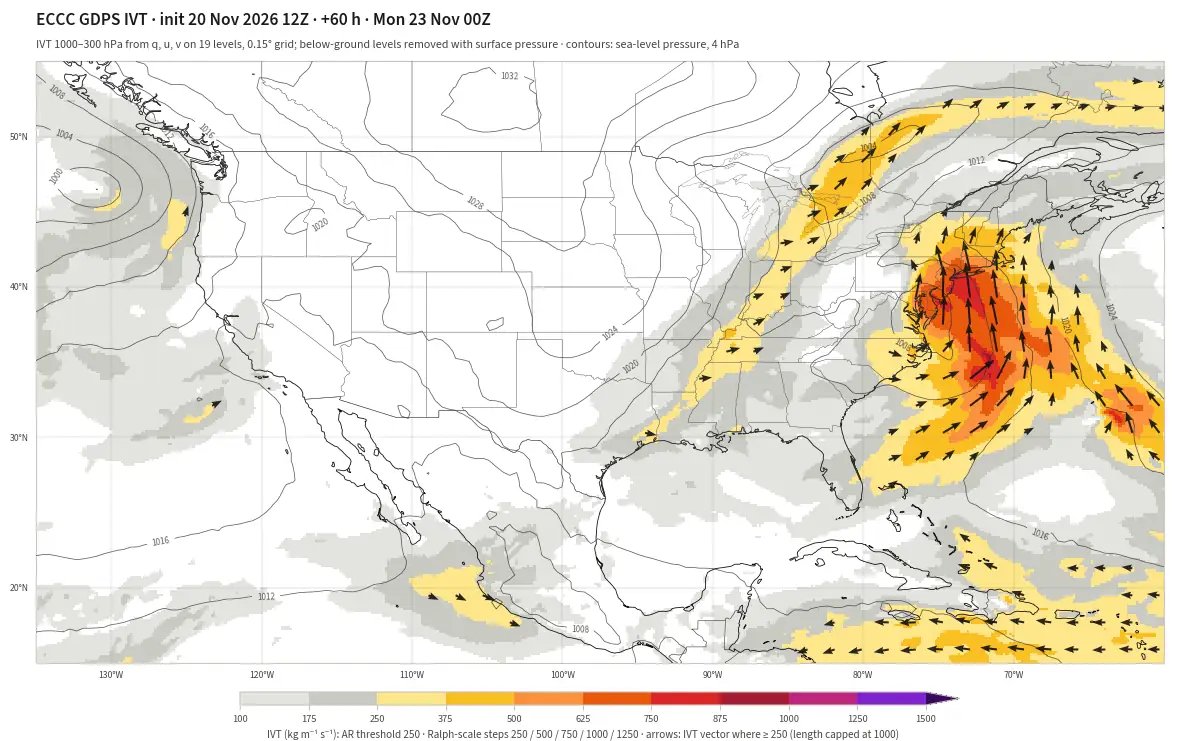 ECCC GDPS IVT · init 20 Nov 2026 12Z · +60 h · Mon 23 Nov 00Z
IVT 1000–300 hPa from q, u, v on 19 levels, 0.15° grid; below-ground levels removed with surface pressure · contours: sea-level pressure, 4 hPa
1032
1008
1016
1004
1004
1012
1000
1008
1028
1020
1024
1020
1024
1020
1008
1016
1016
1012
1008
50°N
40°N
30°N
20°N
130°W
120°W
110°W
100°W
90°W
80°W
70°W
100
175
250
375
500
625
750
875
1000
1250
1500
IVT (kg m⁻¹ s⁻¹): AR threshold 250 · Ralph-scale steps 250 / 500 / 750 / 1000 / 1250 · arrows: IVT vector where ≥ 250 (length capped at 1000)